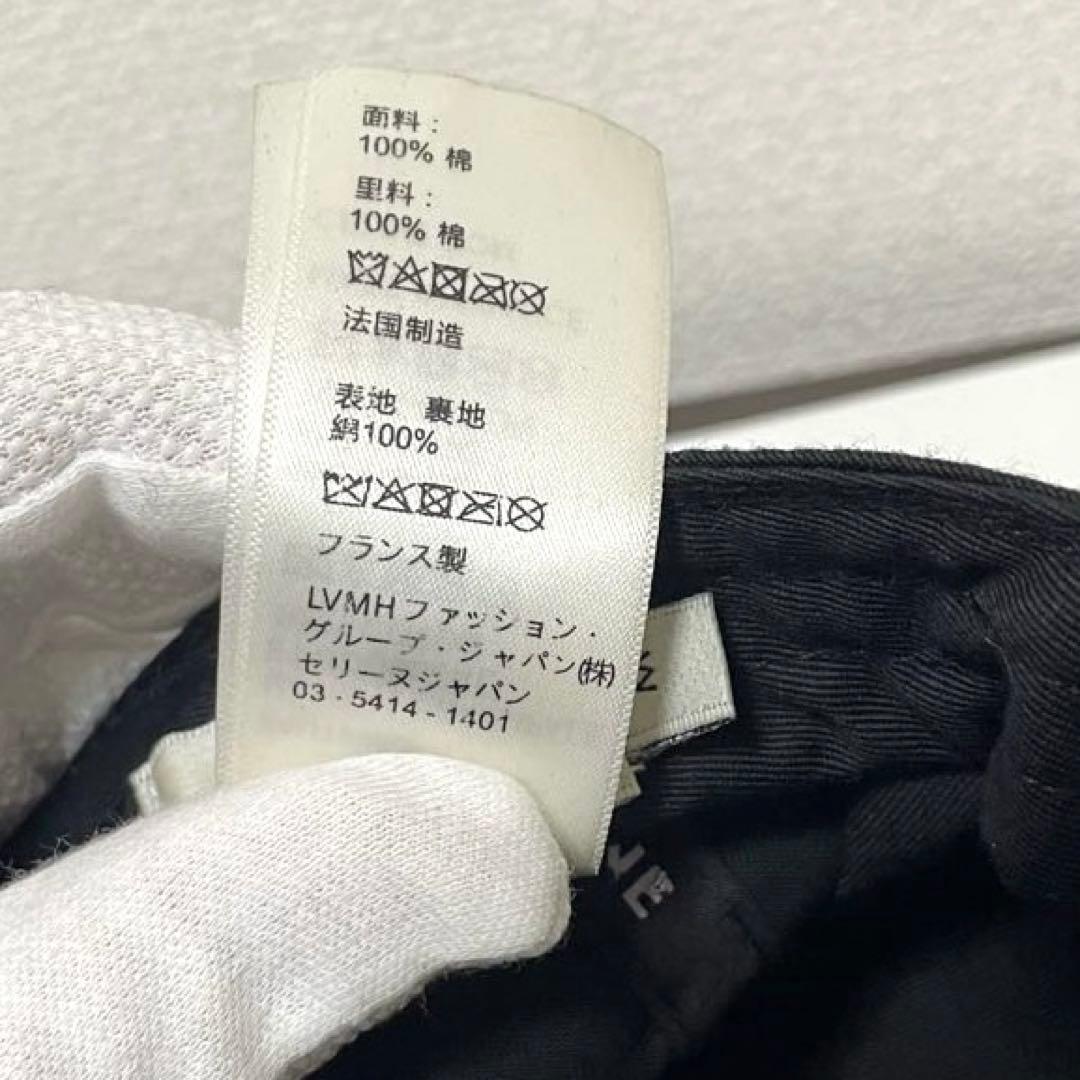 面料：
100% 棉
里料：
100% 棉
法国制造
表地 裏地
綿100%
フランス製
LVMHファッション・
グループ・ジャパン(株)
セリーヌジャパン
03 - 5414 - 1401
NE